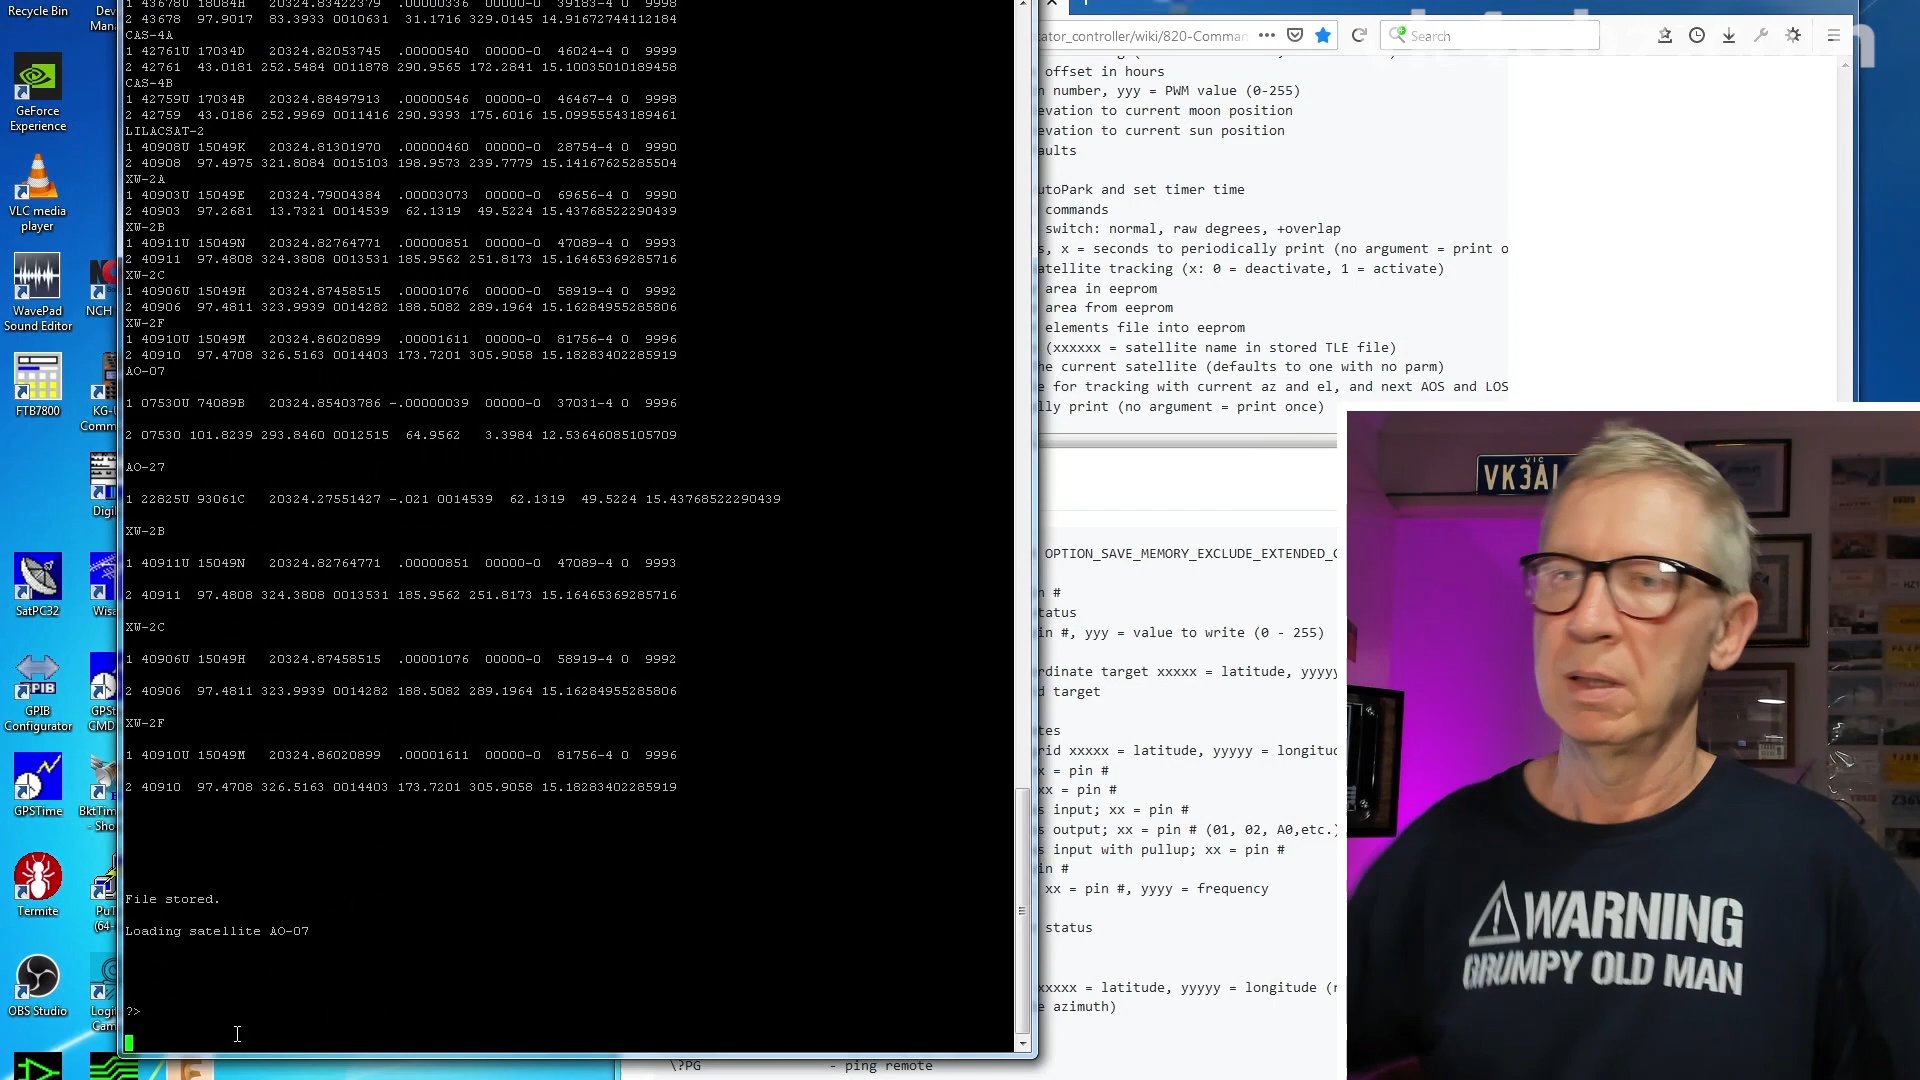 Recycle Bin
GeForce Experience
VLC media player
WavePad Sound Editor
NCH
FTB7800
KG-U
Comm
Digi
SatPC32
Wisa
GPIB Configurator
GPSt
CMD
GPSTime
BktTim
- Sho
Termite
PuT
(64-
OBS Studio
Logit
Cam
1 43678U 18084H   20324.83422379  .00000336  00000-0  39183-4 0  9998
2 43678  97.9017  83.3933 0010631  31.1716 329.0145 14.91672744112184
CAS-4A
1 42761U 17034D   20324.82053745  .00000540  00000-0  46024-4 0  9999
2 42761  43.0181 252.5484 0011878 290.9565 172.2841 15.10035010189458
CAS-4B
1 42759U 17034B   20324.88497913  .00000546  00000-0  46467-4 0  9998
2 42759  43.0186 252.9969 0011416 290.9393 175.6016 15.09955543189461
LILACSAT-2
1 40908U 15049K   20324.81301970  .00000460  00000-0  28754-4 0  9990
2 40908  97.4975 321.8084 0015103 198.9573 239.7779 15.14167625285504
XW-2A
1 40903U 15049E   20324.79004384  .00003073  00000-0  69656-4 0  9990
2 40903  97.2681  13.7321 0014539  62.1319  49.5224 15.43768522290439
XW-2B
1 40911U 15049N   20324.82764771  .00000851  00000-0  47089-4 0  9993
2 40911  97.4808 324.3808 0013531 185.9562 251.8173 15.16465369285716
XW-2C
1 40906U 15049H   20324.87458515  .00001076  00000-0  58919-4 0  9992
2 40906  97.4811 323.9939 0014282 188.5082 289.1964 15.16284955285806
XW-2F
1 40910U 15049M   20324.86020899  .00001611  00000-0  81756-4 0  9996
2 40910  97.4708 326.5163 0014403 173.7201 305.9058 15.18283402285919
AO-07
1 07530U 74089B   20324.85403786 -.00000039  00000-0  37031-4 0  9996
2 07530 101.8239 293.8460 0012515  64.9562   3.3984 12.53646085105709
AO-27
1 22825U 93061C   20324.27551427 -.021 0014539  62.1319  49.5224 15.43768522290439
XW-2B
1 40911U 15049N   20324.82764771  .00000851  00000-0  47089-4 0  9993
2 40911  97.4808 324.3808 0013531 185.9562 251.8173 15.16465369285716
XW-2C
1 40906U 15049H   20324.87458515  .00001076  00000-0  58919-4 0  9992
2 40906  97.4811 323.9939 0014282 188.5082 289.1964 15.16284955285806
XW-2F
1 40910U 15049M   20324.86020899  .00001611  00000-0  81756-4 0  9996
2 40910  97.4708 326.5163 0014403 173.7201 305.9058 15.18283402285919
File stored.
Loading satellite AO-07
?>
ator_controller/wiki/820-Comman
Search
offset in hours
n number, yyy = PWM value (0-255)
evation to current moon position
evation to current sun position
aults
utoPark and set timer time
commands
switch: normal, raw degrees, +overlap
s, x = seconds to periodically print (no argument = print o
atellite tracking (x: 0 = deactivate, 1 = activate)
area in eeprom
area from eeprom
elements file into eeprom
(xxxxxx = satellite name in stored TLE file)
he current satellite (defaults to one with no parm)
e for tracking with current az and el, and next AOS and LOS
lly print (no argument = print once)
OPTION_SAVE_MEMORY_EXCLUDE_EXTENDED_C
n #
tatus
in #, yyy = value to write (0 - 255)
rdinate target xxxxx = latitude, yyyyy
d target
tes
rid xxxxx = latitude, yyyyy = longituc
x = pin #
xx = pin #
s input; xx = pin #
s output; xx = pin # (01, 02, A0,etc.)
s input with pullup; xx = pin #
in #
xx = pin #, yyyy = frequency
status
xxxxx = latitude, yyyyy = longitude (r
e azimuth)
\?PG - ping remote
VIC
VK3A
WARNING
GRUMPY OLD MAN